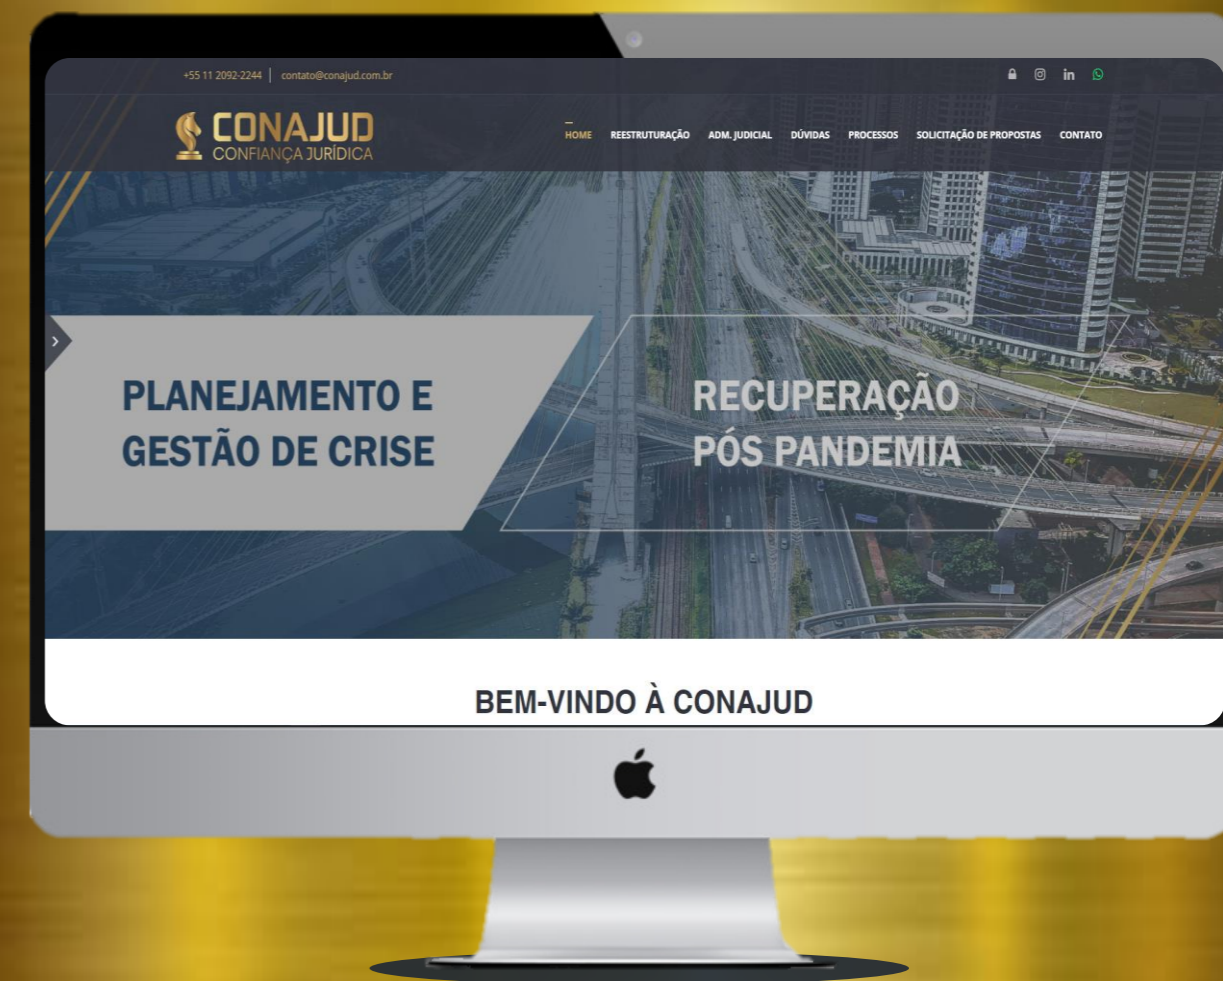 +55 11 2092-2244 | contato@conajud.com.br
CONAJUD
CONFIANÇA JURÍDICA
HOME REESTRUTURAÇÃO ADM. JUDICIAL DÚVIDAS PROCESSOS SOLICITAÇÃO DE PROPOSTAS CONTATO
PLANEJAMENTO E
GESTÃO DE CRISE
RECUPERAÇÃO
PÓS PANDEMIA
BEM-VINDO À CONAJUD